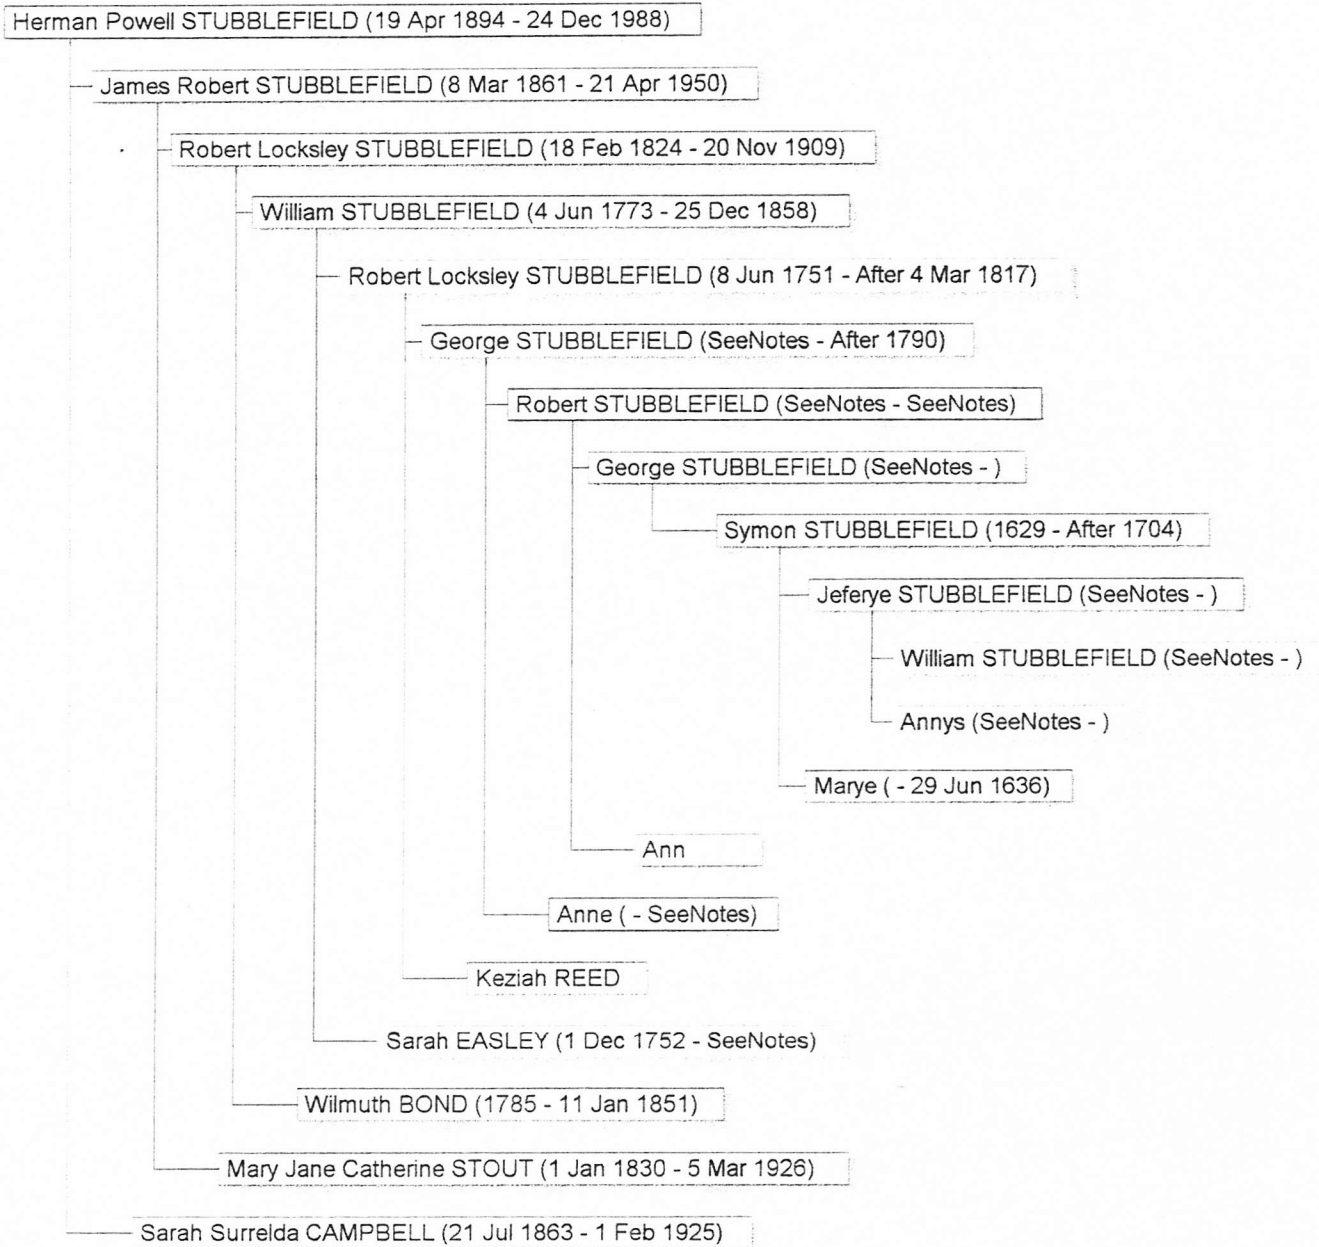 Herman Powell STUBBLEFIELD (19 Apr 1894 - 24 Dec 1988)
James Robert STUBBLEFIELD (8 Mar 1861 - 21 Apr 1950)
Robert Locksley STUBBLEFIELD (18 Feb 1824 - 20 Nov 1909)
William STUBBLEFIELD (4 Jun 1773 - 25 Dec 1858)
Robert Locksley STUBBLEFIELD (8 Jun 1751 - After 4 Mar 1817)
George STUBBLEFIELD (SeeNotes - After 1790)
Robert STUBBLEFIELD (SeeNotes - SeeNotes)
George STUBBLEFIELD (SeeNotes - )
Symon STUBBLEFIELD (1629 - After 1704)
Jeferye STUBBLEFIELD (SeeNotes - )
William STUBBLEFIELD (SeeNotes - )
Annys (SeeNotes - )
Marye ( - 29 Jun 1636)
Ann
Anne ( - SeeNotes)
Keziah REED
Sarah EASLEY (1 Dec 1752 - SeeNotes)
Wilmuth BOND (1785 - 11 Jan 1851)
Mary Jane Catherine STOUT (1 Jan 1830 - 5 Mar 1926)
Sarah Surrelda CAMPBELL (21 Jul 1863 - 1 Feb 1925)